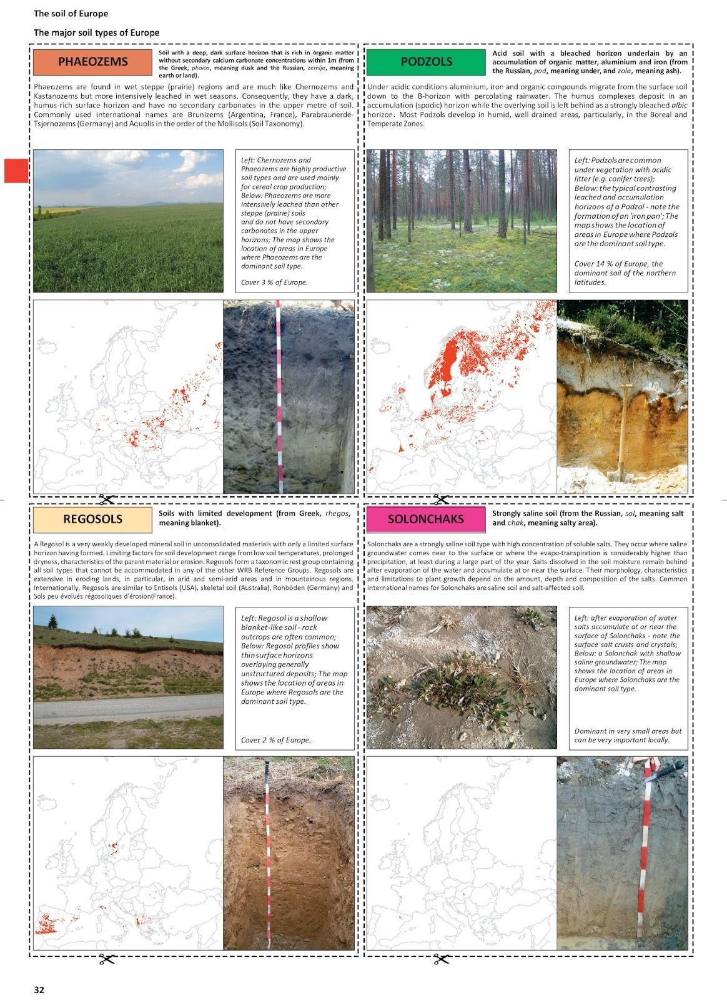 The soil of Europe
The major soil types of Europe
PHAEOZEMS
Soil with a deep, dark surface horizon that is rich in organic matter
without secondary calcium carbonate concentrations within 1m (from
the Greek, phaios, meaning dusk and the Russian, zemlja, meaning
earth or land).
Phaeozems are found in wet steppe (prairie) regions and are much like Chernozems and
Kastanozems but more intensively leached in wet seasons. Consequently, they have a dark,
humus-rich surface horizon and have no secondary carbonates in the upper metre of soil.
Commonly used international names are Brunizems (Argentina, France), Parabraunerde-
Tsjernozems (Germany) and Aquolls in the order of the Mollisols (Soil Taxonomy).
Left: Chernozems and
Phaeozems are highly productive
soil types and are used mainly
for cereal crop production;
Below: Phaeozems are more
intensively leached than other
steppe (prairie) soils
and do not have secondary
carbonates in the upper
horizons; The map shows the
location of areas in Europe
where Phaeozems are the
dominant soil type.
Cover 3 % of Europe.
PODZOLS
Acid soil with a bleached horizon underlain by an
accumulation of organic matter, aluminium and iron (from
the Russian, pod, meaning under, and zola, meaning ash).
Under acidic conditions aluminium, iron and organic compounds migrate from the surface soil
down to the B-horizon with percolating rainwater. The humus complexes deposit in an
accumulation (spodic) horizon while the overlying soil is left behind as a strongly bleached albic
horizon. Most Podzols develop in humid, well drained areas, particularly, in the Boreal and
Temperate Zones.
Left: Podzols are common
under vegetation with acidic
litter (e.g. conifer trees);
Below: the typical contrasting
leached and accumulation
horizons of a Podzol - note the
formation of an 'iron pan'; The
map shows the location of
areas in Europe where Podzols
are the dominant soil type.
Cover 14 % of Europe, the
dominant soil of the northern
latitudes.
REGOSOLS
Soils with limited development (from Greek, rhegos,
meaning blanket).
A Regosol is a very weakly developed mineral soil in unconsolidated materials with only a limited surface
horizon having formed. Limiting factors for soil development range from low soil temperatures, prolonged
dryness, characteristics of the parent material or erosion. Regosols form a taxonomic rest group containing
all soil types that cannot be accommodated in any of the other WRB Reference Groups. Regosols are
extensive in eroding lands, in particular, in arid and semi-arid areas and in mountainous regions.
Internationally, Regosols are similar to Entisols (USA), skeletal soil (Australia), Rohböden (Germany) and
Sols peu évolués régosoliques d'érosion(France).
Left: Regosol is a shallow
blanket-like soil - rock
outcrops are often common;
Below: Regosol profiles show
thin surface horizons
overlaying generally
unstructured deposits; The map
shows the location of areas in
Europe where Regosols are the
dominant soil type.
Cover 2 % of Europe.
SOLONCHAKS
Strongly saline soil (from the Russian, sol, meaning salt
and chak, meaning salty area).
Solonchaks are a strongly saline soil type with high concentration of soluble salts. They occur where saline
groundwater comes near to the surface or where the evapo-transpiration is considerably higher than
precipitation, at least during a large part of the year. Salts dissolved in the soil moisture remain behind
after evaporation of the water and accumulate at or near the surface. Their morphology, characteristics
and limitations to plant growth depend on the amount, depth and composition of the salts. Common
international names for Solonchaks are saline soil and salt-affected soil.
Left: after evaporation of water
salts accumulate at or near the
surface of Solonchaks - note the
surface salt crusts and crystals;
Below: a Solonchak with shallow
saline groundwater; The map
shows the location of areas in
Europe where Solonchaks are the
dominant soil type.
Dominant in very small areas but
can be very important locally.
32